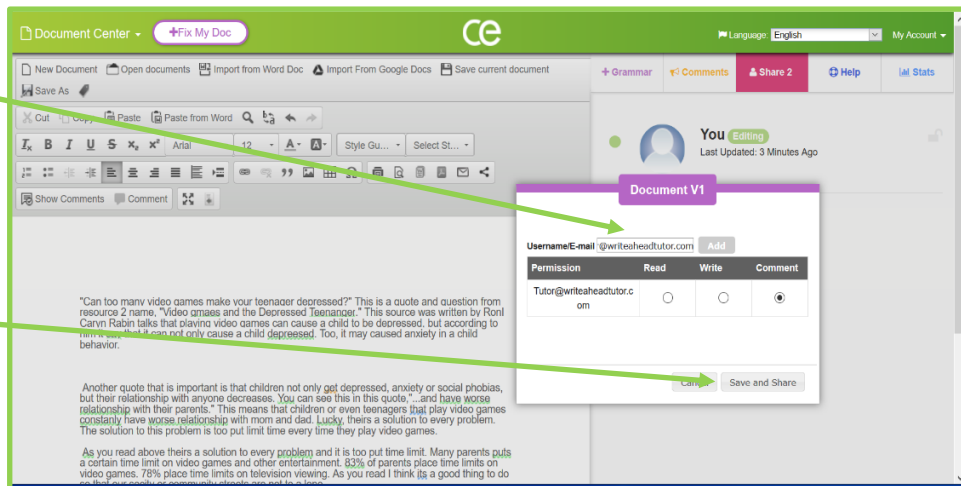 Document Center
+Fix My Doc
ce
Language: English
My Account
New Document Open documents Import from Word Doc Import From Google Docs Save current document
Save As
Cut Copy Paste Paste from Word
I B I U S X₂ X² Arial 12 A A Style Gu... Select St...
Show Comments Comment
+ Grammar Comments Share 2 Help Stats
You Editing
Last Updated: 3 Minutes Ago
Document V1
Username/E-mail @writeaheadtutor.com Add
Permission Read Write Comment
Tutor@writeaheadtutor.c
om
Cancel Save and Share
"Can too many video games make your teenager depressed?" This is a quote and question from
resource 2 name, "Video gmaes and the Depressed Teenanger." This source was written by Ronl
Caryn Rabin talks that playing video games can cause a child to be depressed. but according to
him it say that it can not only cause a child depreesed. Too, it may caused anxiety in a child
behavior.
Another quote that is important is that children not only get depressed, anxiety or social phobias,
but their relationship with anyone decreases. You can see this in this quote,"...and have worse
relationship with their parents." This means that children or even teenagers that play video games
constanly have worse relationship with mom and dad. Lucky, theirs a solution to every problem.
The solution to this problem is too put limit time every time they play video games.
As you read above theirs a solution to every problem and it is too put time limit. Many parents puts
a certain time limit on video games and other entertainment. 83% of parents place time limits on
video games. 78% place time limits on television viewing. As you read I think its a good thing to do